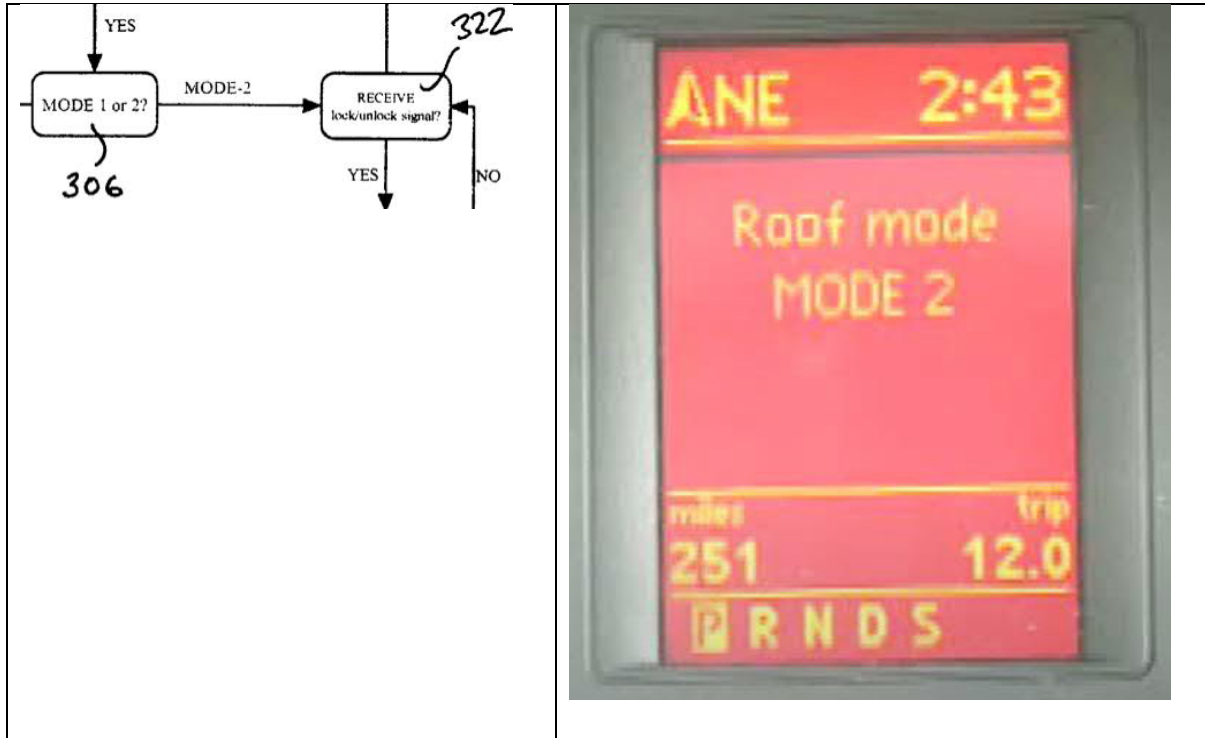 YES
322
MODE 1 or 2?
MODE-2
RECEIVE
lock/unlock signal?
306
YES
NO
NE 2:43
Roof mode
MODE 2
miles trip
251 12.0
P R N D S